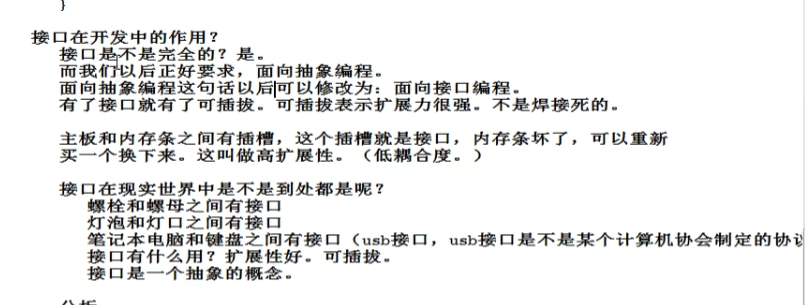 }
接口在开发中的作用？
接口是不是完全的？是。
而我们以后正好要求，面向抽象编程。
面向抽象编程这句话以后可以修改为：面向接口编程。
有了接口就有了可插拔。可插拔表示扩展力很强。不是焊接死的。
主板和内存条之间有插槽，这个插槽就是接口，内存条坏了，可以重新
买一个换下来。这叫做高扩展性。（低耦合度。）
接口在现实世界中是不是到处都是呢？
螺栓和螺母之间有接口
灯泡和灯口之间有接口
笔记本电脑和键盘之间有接口（usb接口，usb接口是不是某个计算机协会制定的协议
接口有什么用？扩展性好。可插拔。
接口是一个抽象的概念。